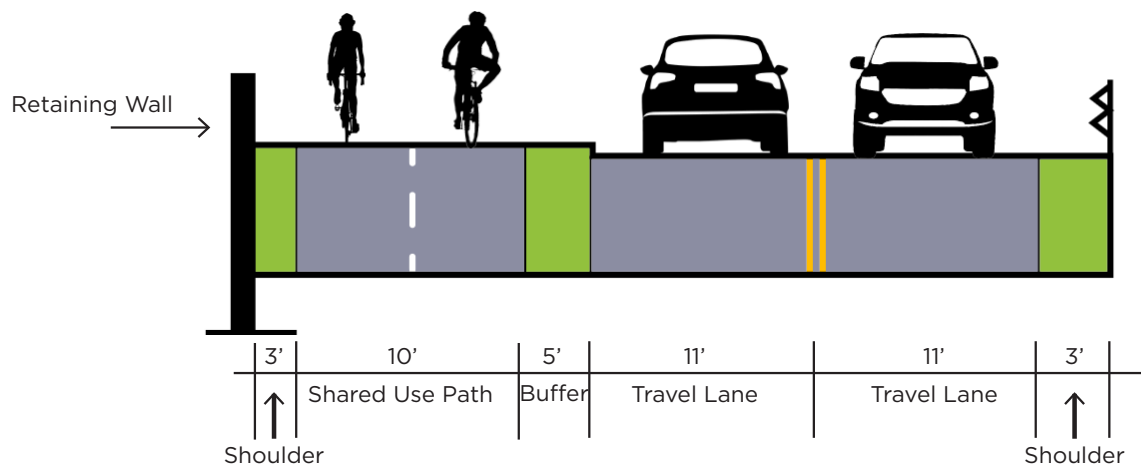 Retaining Wall
3’ 10’ 5’ 11’ 11’ 3’
Shared Use Path Buffer Travel Lane Travel Lane
Shoulder Shoulder